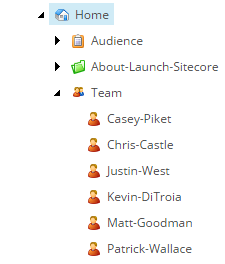 Home
Audience
About-Launch-Sitecore
Team
Casey-Piket
Chris-Castle
Justin-West
Kevin-DiTroia
Matt-Goodman
Patrick-Wallace